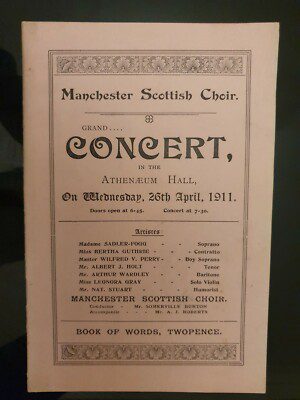 Manchester Scottish Choir.
GRAND....
CONCERT,
IN THE
ATHENÆUM HALL,
On Wednesday, 26th April, 1911.
Doors open at 6-45. Concert at 7-30.
Artistes:
Madame SADLER-FOGG - - Soprano
Miss BERTHA GUTHRIE - - Contralto
Master WILFRED V. PERRY - Boy Soprano
Mr. ALBERT J. HOLT - - Tenor
Mr. ARTHUR WARDLEY - - Baritone
Miss LEONORA GRAY - - Solo Violin
Mr. NAT. STUART - - Humorist
MANCHESTER SCOTTISH CHOIR.
Conductor - Mr. SOMERVILLE BURTON
Accompanist - - - Mr. A. J. ROBERTS
BOOK OF WORDS, TWOPENCE.